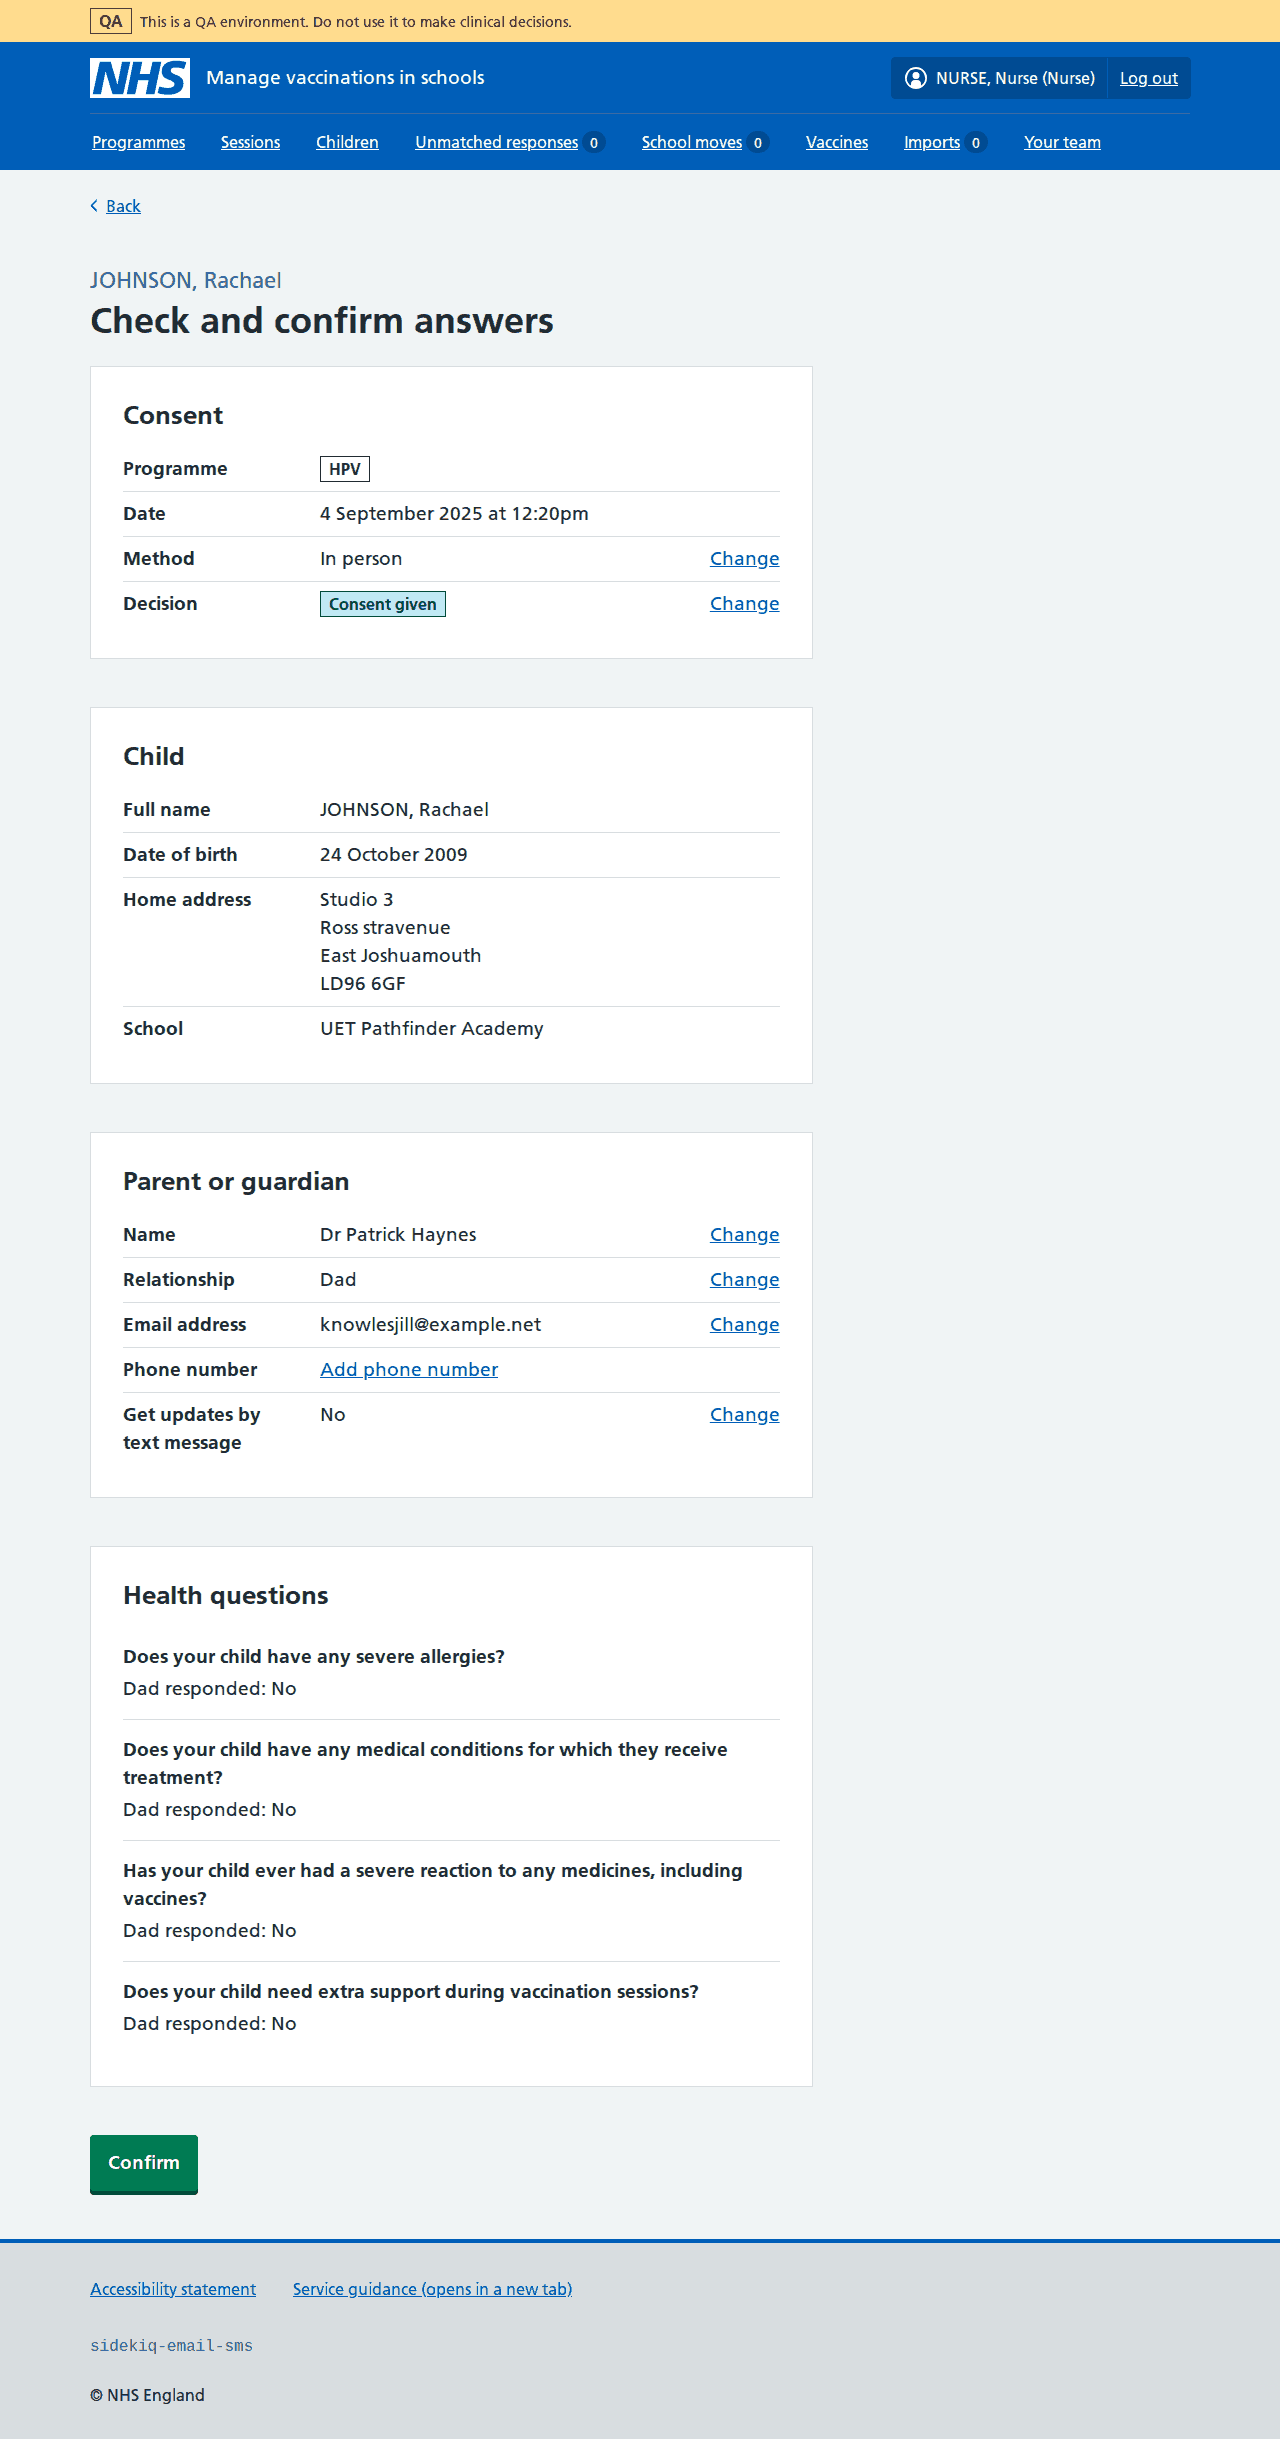 QA This is a QA environment. Do not use it to make clinical decisions.
NHS Manage vaccinations in schools NURSE, Nurse (Nurse) Log out
Programmes Sessions Children Unmatched responses 0 School moves 0 Vaccines Imports 0 Your team
Back
JOHNSON, Rachael
Check and confirm answers
Consent
Programme HPV
Date 4 September 2025 at 12:20pm
Method In person Change
Decision Consent given Change
Child
Full name JOHNSON, Rachael
Date of birth 24 October 2009
Home address Studio 3
Ross stravenue
East Joshuamouth
LD96 6GF
School UET Pathfinder Academy
Parent or guardian
Name Dr Patrick Haynes Change
Relationship Dad Change
Email address knowlesjill@example.net Change
Phone number Add phone number
Get updates by No Change
text message
Health questions
Does your child have any severe allergies?
Dad responded: No
Does your child have any medical conditions for which they receive
treatment?
Dad responded: No
Has your child ever had a severe reaction to any medicines, including
vaccines?
Dad responded: No
Does your child need extra support during vaccination sessions?
Dad responded: No
Confirm
Accessibility statement Service guidance (opens in a new tab)
sidekiq-email-sms
© NHS England